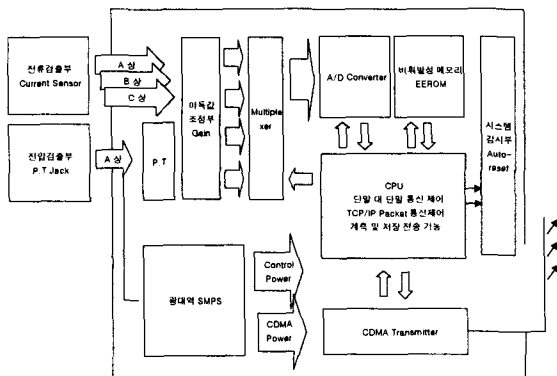 전류검출부
Current Sensor
A 상
B 상
C 상
전압검출부
P.T Jack
A 상
P.T
이득값
조정부
Gain
Multiple
xer
A/D Converter
비휘발성 메모리
EEROM
시스템
감시부
Auto-
reset
CPU
단말 대 단말 통신 제어
TCP/IP Packet 통신제어
계측 및 저장 전송 기능
광대역 SMPS
Control
Power
CDMA
Power
CDMA Transmitter